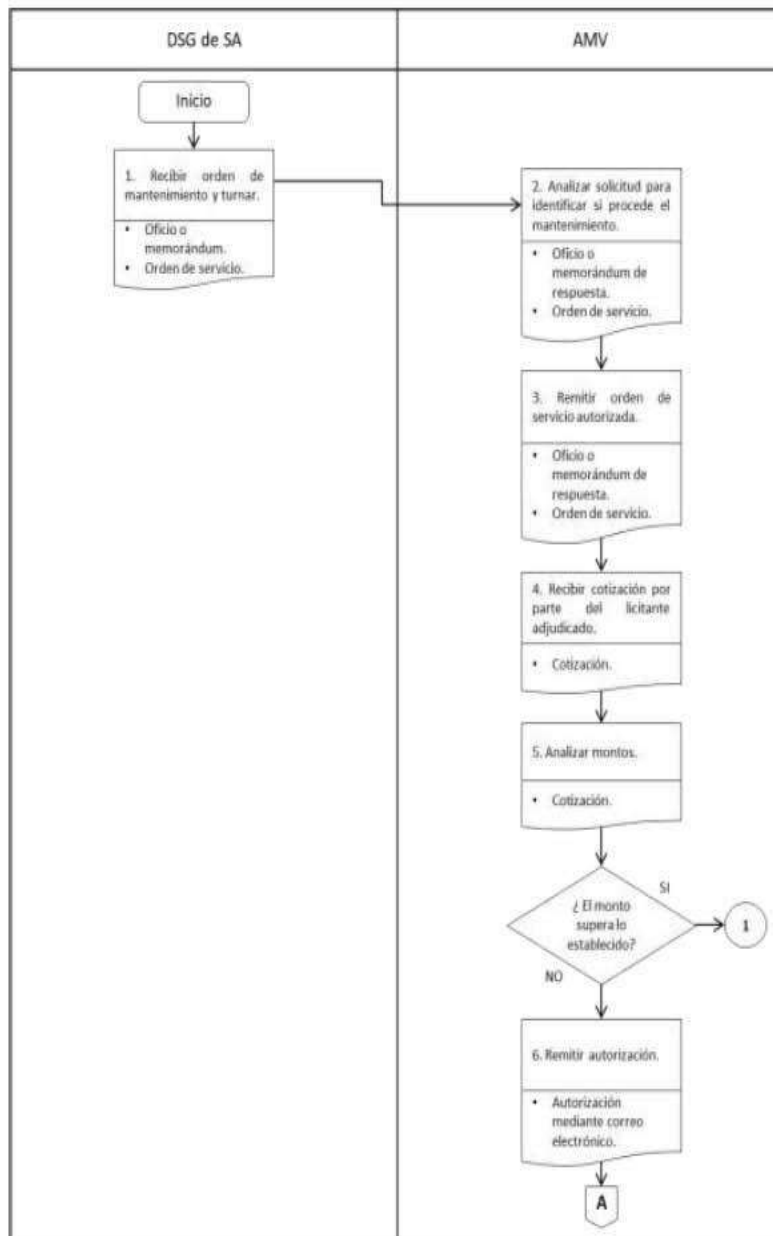 DSG de SA
AMV
Inicio
1. Recibir orden de
mantenimiento y turnar.
• Oficio o
memorándum.
• Orden de servicio.
2. Analizar solicitud para
identificar si procede el
mantenimiento.
• Oficio o
memorándum de
respuesta.
• Orden de servicio.
3. Remitir orden de
servicio autorizada.
• Oficio o
memorándum de
respuesta.
• Orden de servicio.
4. Recibir cotización por
parte del licitante
adjudicado.
• Cotización.
5. Analizar montos.
• Cotización.
¿ El monto
supera lo
establecido?
SI
1
NO
6. Remitir autorización.
• Autorización
mediante correo
electrónico.
A